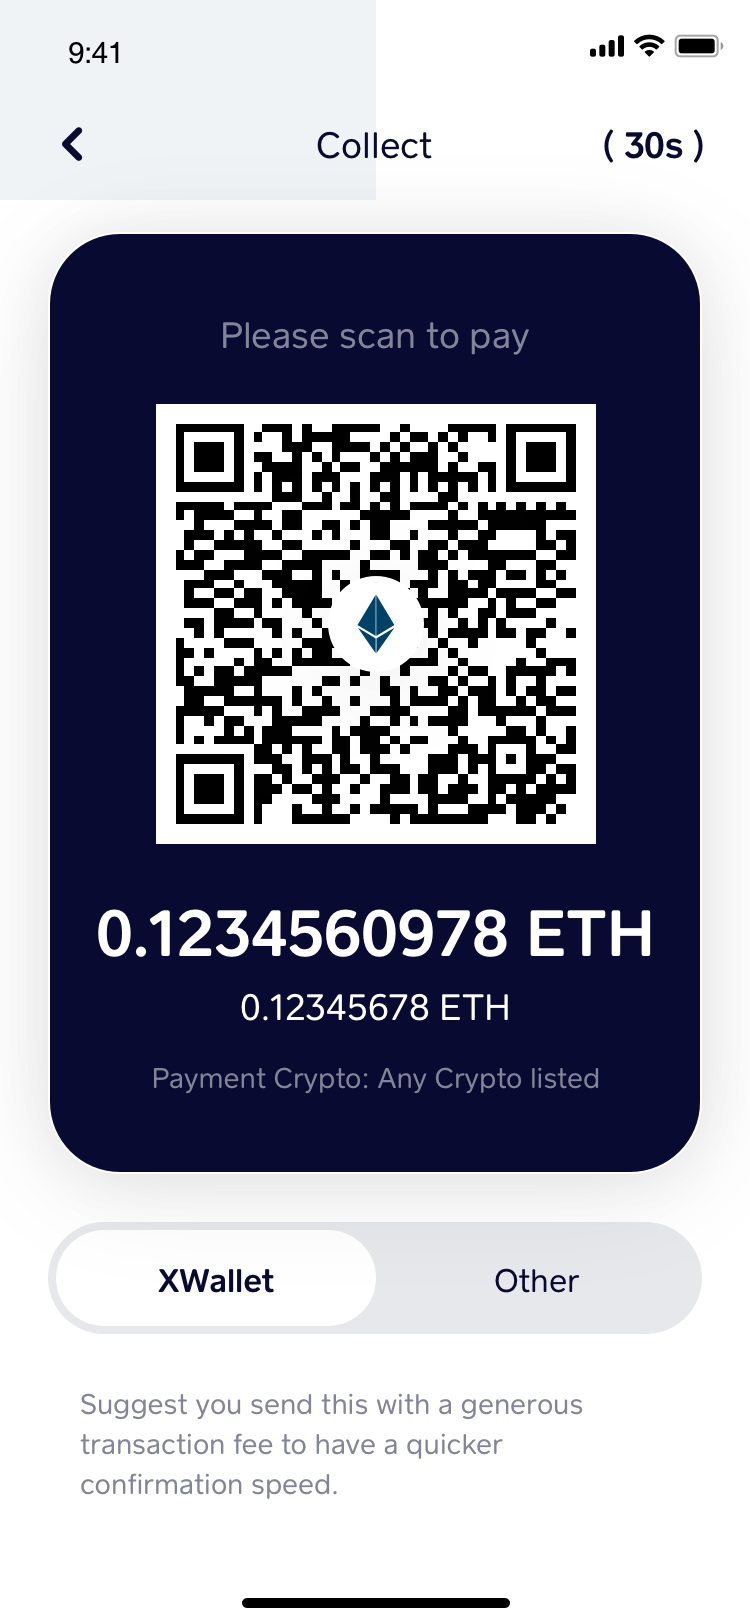 9:41
Collect
( 30s )
Please scan to pay
0.1234560978 ETH
0.12345678 ETH
Payment Crypto: Any Crypto listed
XWallet
Other
Suggest you send this with a generous
transaction fee to have a quicker
confirmation speed.